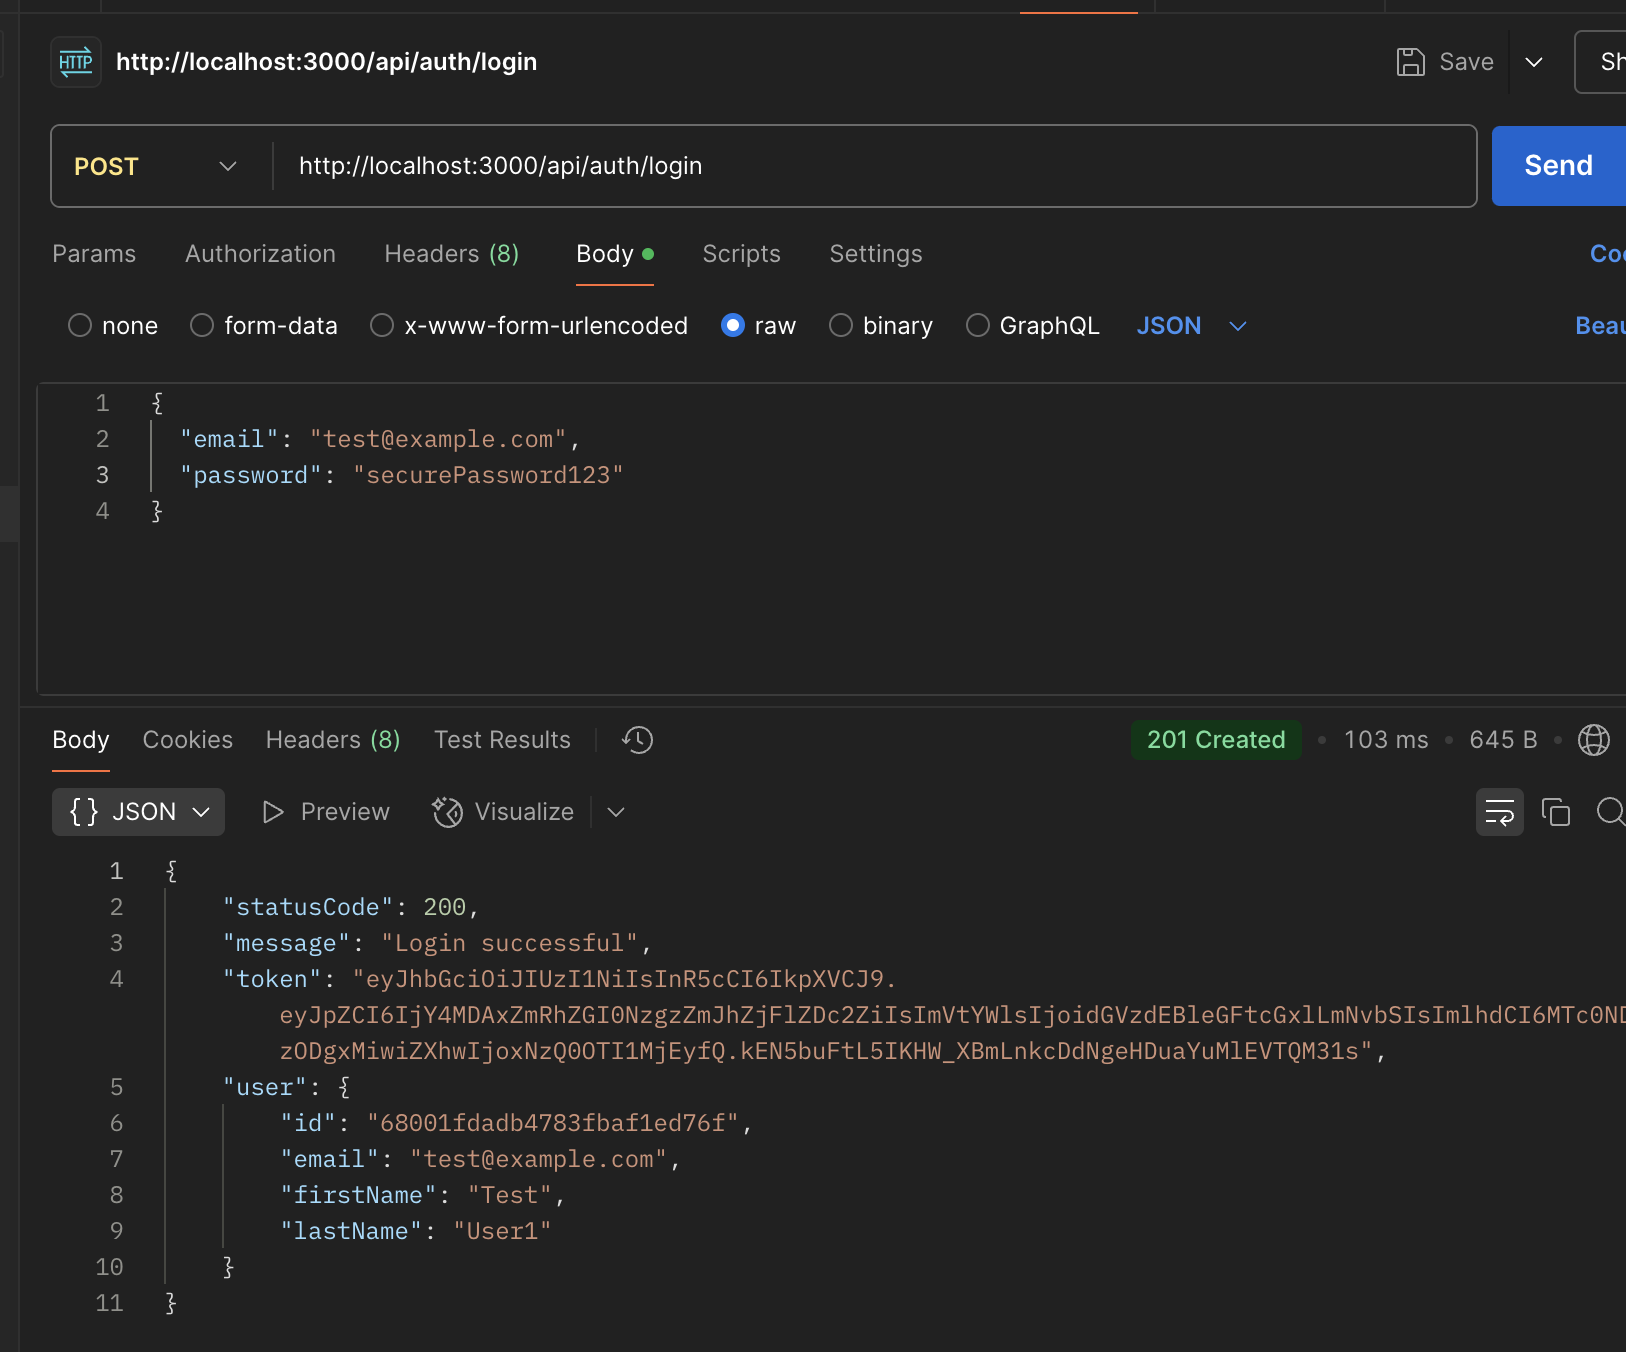 HTTP http://localhost:3000/api/auth/login Save
POST http://localhost:3000/api/auth/login Send
Params Authorization Headers (8) Body Scripts Settings
none form-data x-www-form-urlencoded raw binary GraphQL JSON
1 {
2 "email": "test@example.com",
3 "password": "securePassword123"
4 }
Body Cookies Headers (8) Test Results 201 Created • 103 ms • 645 B •
{} JSON Preview Visualize
1 {
2 "statusCode": 200,
3 "message": "Login successful",
4 "token": "eyJhbGciOiJIUzI1NiIsInR5cCI6IkpXVCJ9.
eyJpZCI6IjY4MDAxZmRhZGI0NzgzZmJhZjFlZDc2ZiIsImVtYWlsIjoidGVzdEBleGFtcGxlLmNvbSIsImlhdCI6MTc0ND
zODgxMiwiZXhwIjoxNzQ0OTI1MjEyfQ.kEN5buFtL5IKHW_XBmLnkcDdNgeHDuaYuMlEVTQM31s",
5 "user": {
6 "id": "68001fdadb4783fbaf1ed76f",
7 "email": "test@example.com",
8 "firstName": "Test",
9 "lastName": "User1"
10 }
11 }